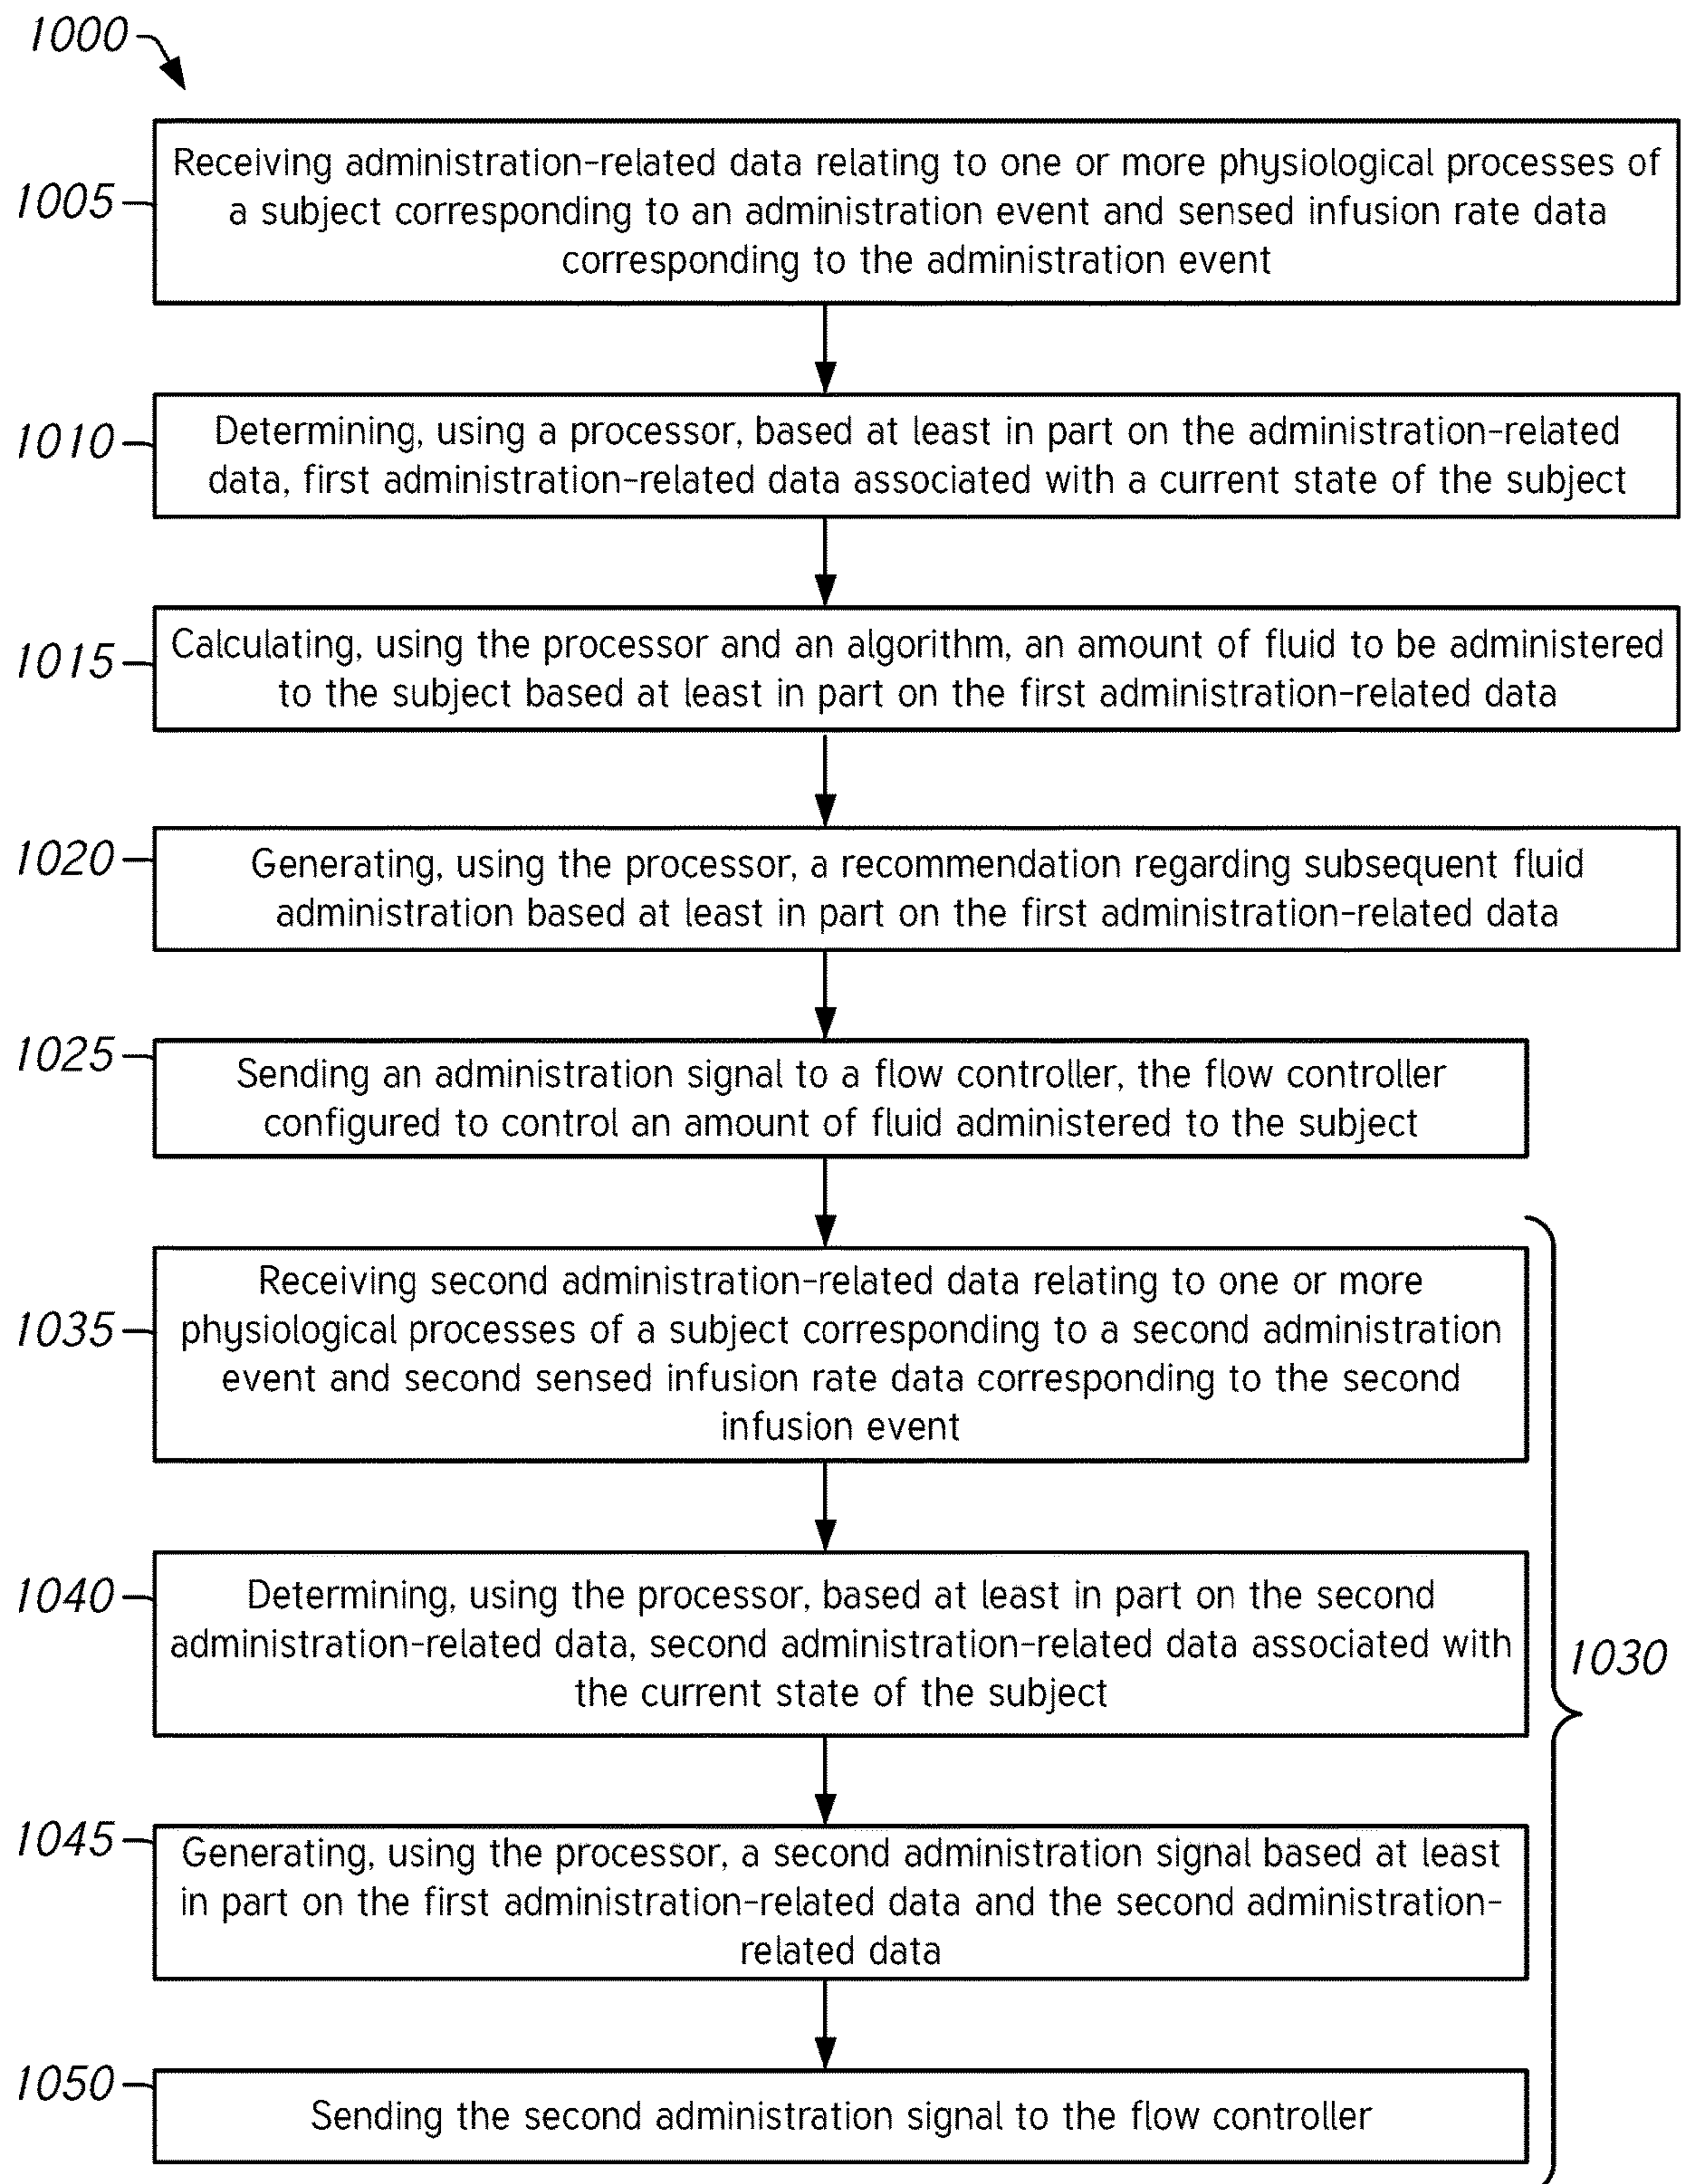 1000
1005
Receiving administration-related data relating to one or more physiological processes of
a subject corresponding to an administration event and sensed infusion rate data
corresponding to the administration event
1010
Determining, using a processor, based at least in part on the administration-related
data, first administration-related data associated with a current state of the subject
1015
Calculating, using the processor and an algorithm, an amount of fluid to be administered
to the subject based at least in part on the first administration-related data
1020
Generating, using the processor, a recommendation regarding subsequent fluid
administration based at least in part on the first administration-related data
1025
Sending an administration signal to a flow controller, the flow controller
configured to control an amount of fluid administered to the subject
1035
Receiving second administration-related data relating to one or more
physiological processes of a subject corresponding to a second administration
event and second sensed infusion rate data corresponding to the second
infusion event
1040
Determining, using the processor, based at least in part on the second
administration-related data, second administration-related data associated with
the current state of the subject
1030
1045
Generating, using the processor, a second administration signal based at least
in part on the first administration-related data and the second administration-
related data
1050
Sending the second administration signal to the flow controller